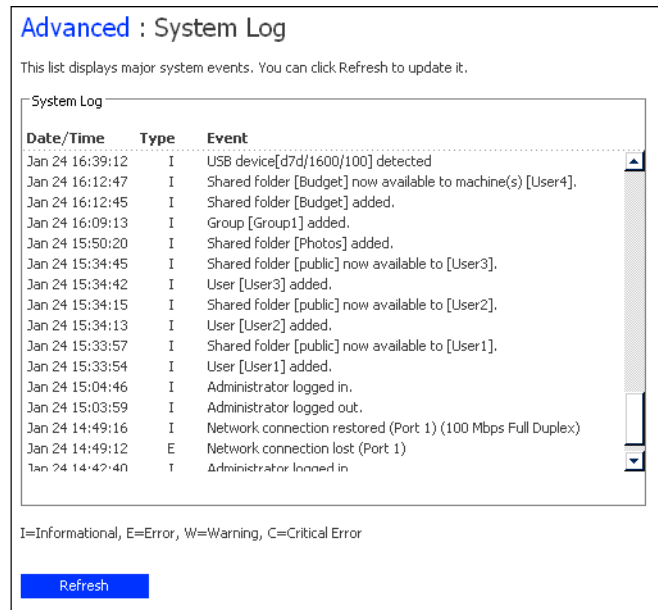 Advanced : System Log
This list displays major system events. You can click Refresh to update it.
System Log
Date/Time Type Event
Jan 24 16:39:12 I USB device[d7d/1600/100] detected
Jan 24 16:12:47 I Shared folder [Budget] now available to machine(s) [User4].
Jan 24 16:12:45 I Shared folder [Budget] added.
Jan 24 16:09:13 I Group [Group1] added.
Jan 24 15:50:20 I Shared folder [Photos] added.
Jan 24 15:34:45 I Shared folder [public] now available to [User3].
Jan 24 15:34:42 I User [User3] added.
Jan 24 15:34:15 I Shared folder [public] now available to [User2].
Jan 24 15:34:13 I User [User2] added.
Jan 24 15:33:57 I Shared folder [public] now available to [User1].
Jan 24 15:33:54 I User [User1] added.
Jan 24 15:04:46 I Administrator logged in.
Jan 24 15:03:59 I Administrator logged out.
Jan 24 14:49:16 I Network connection restored (Port 1) (100 Mbps Full Duplex)
Jan 24 14:49:12 E Network connection lost (Port 1)
Jan 24 14:42:40 I Administrator logged in
I=Informational, E=Error, W=Warning, C=Critical Error
Refresh